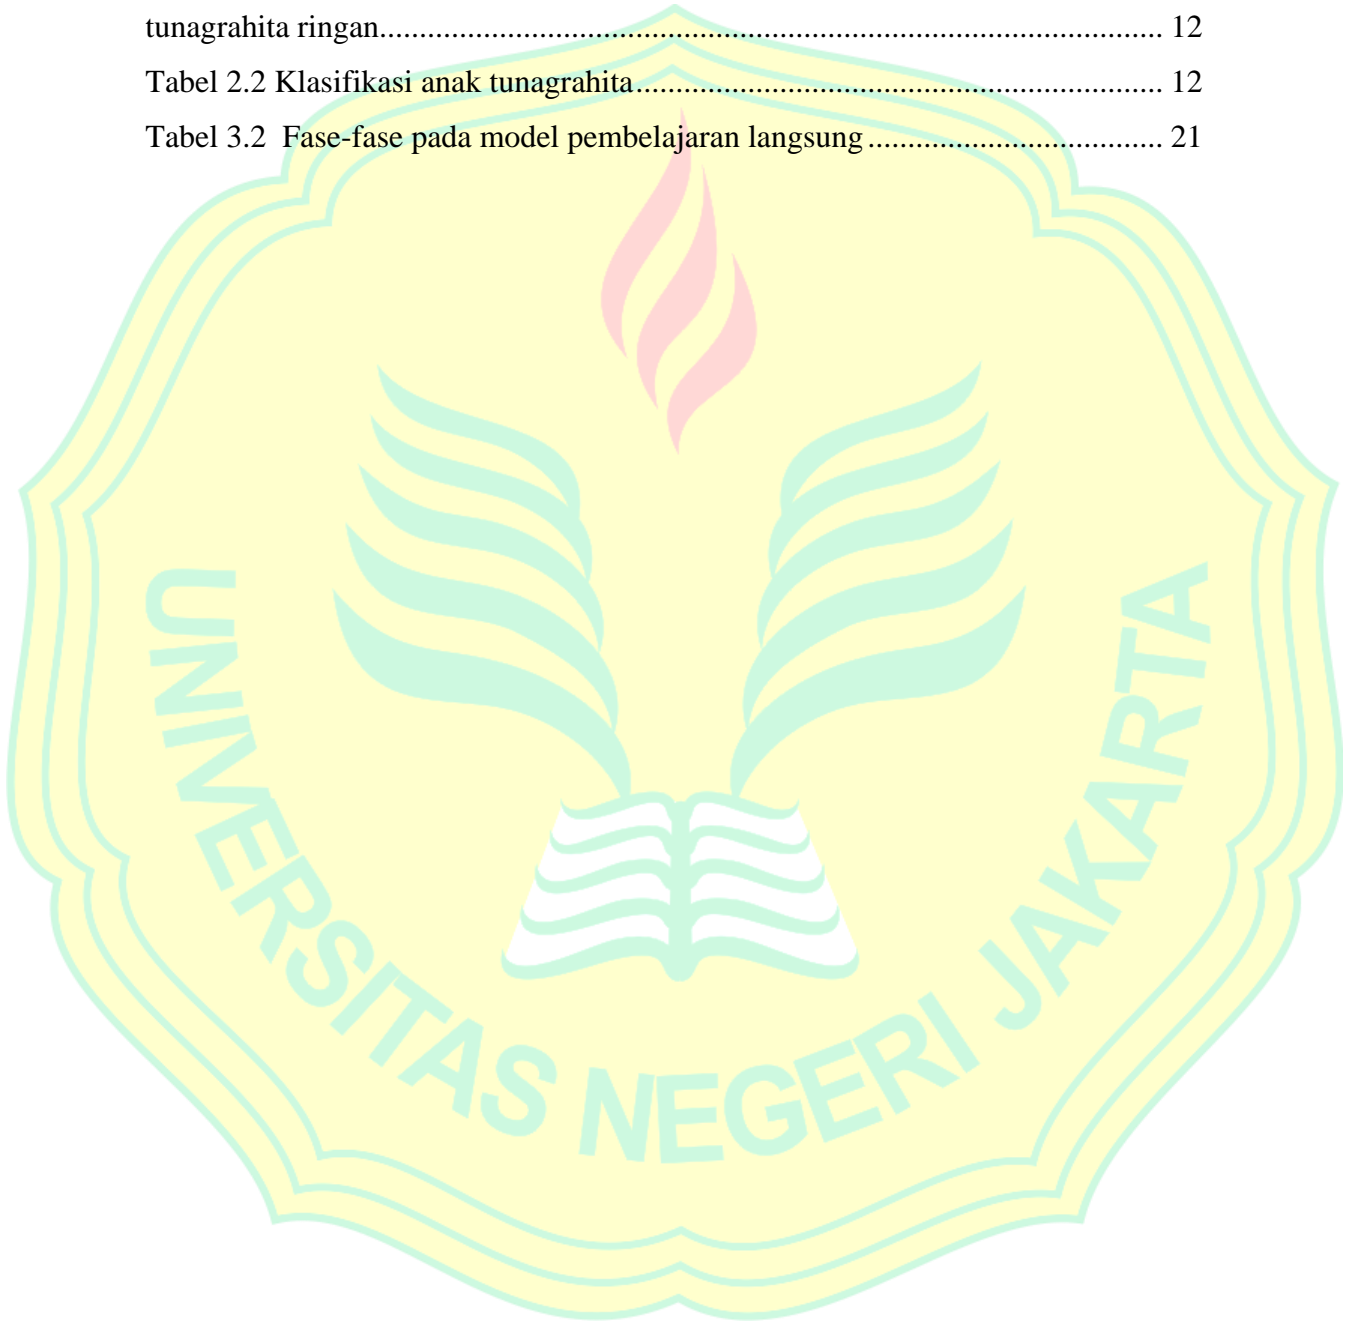 tunagrahita ringan.................................................................................................... 12
Tabel 2.2 Klasifikasi anak tunagrahita.................................................................... 12
Tabel 3.2  Fase-fase pada model pembelajaran langsung...................................... 21
UNIVERSITAS NEGERI JAKARTA